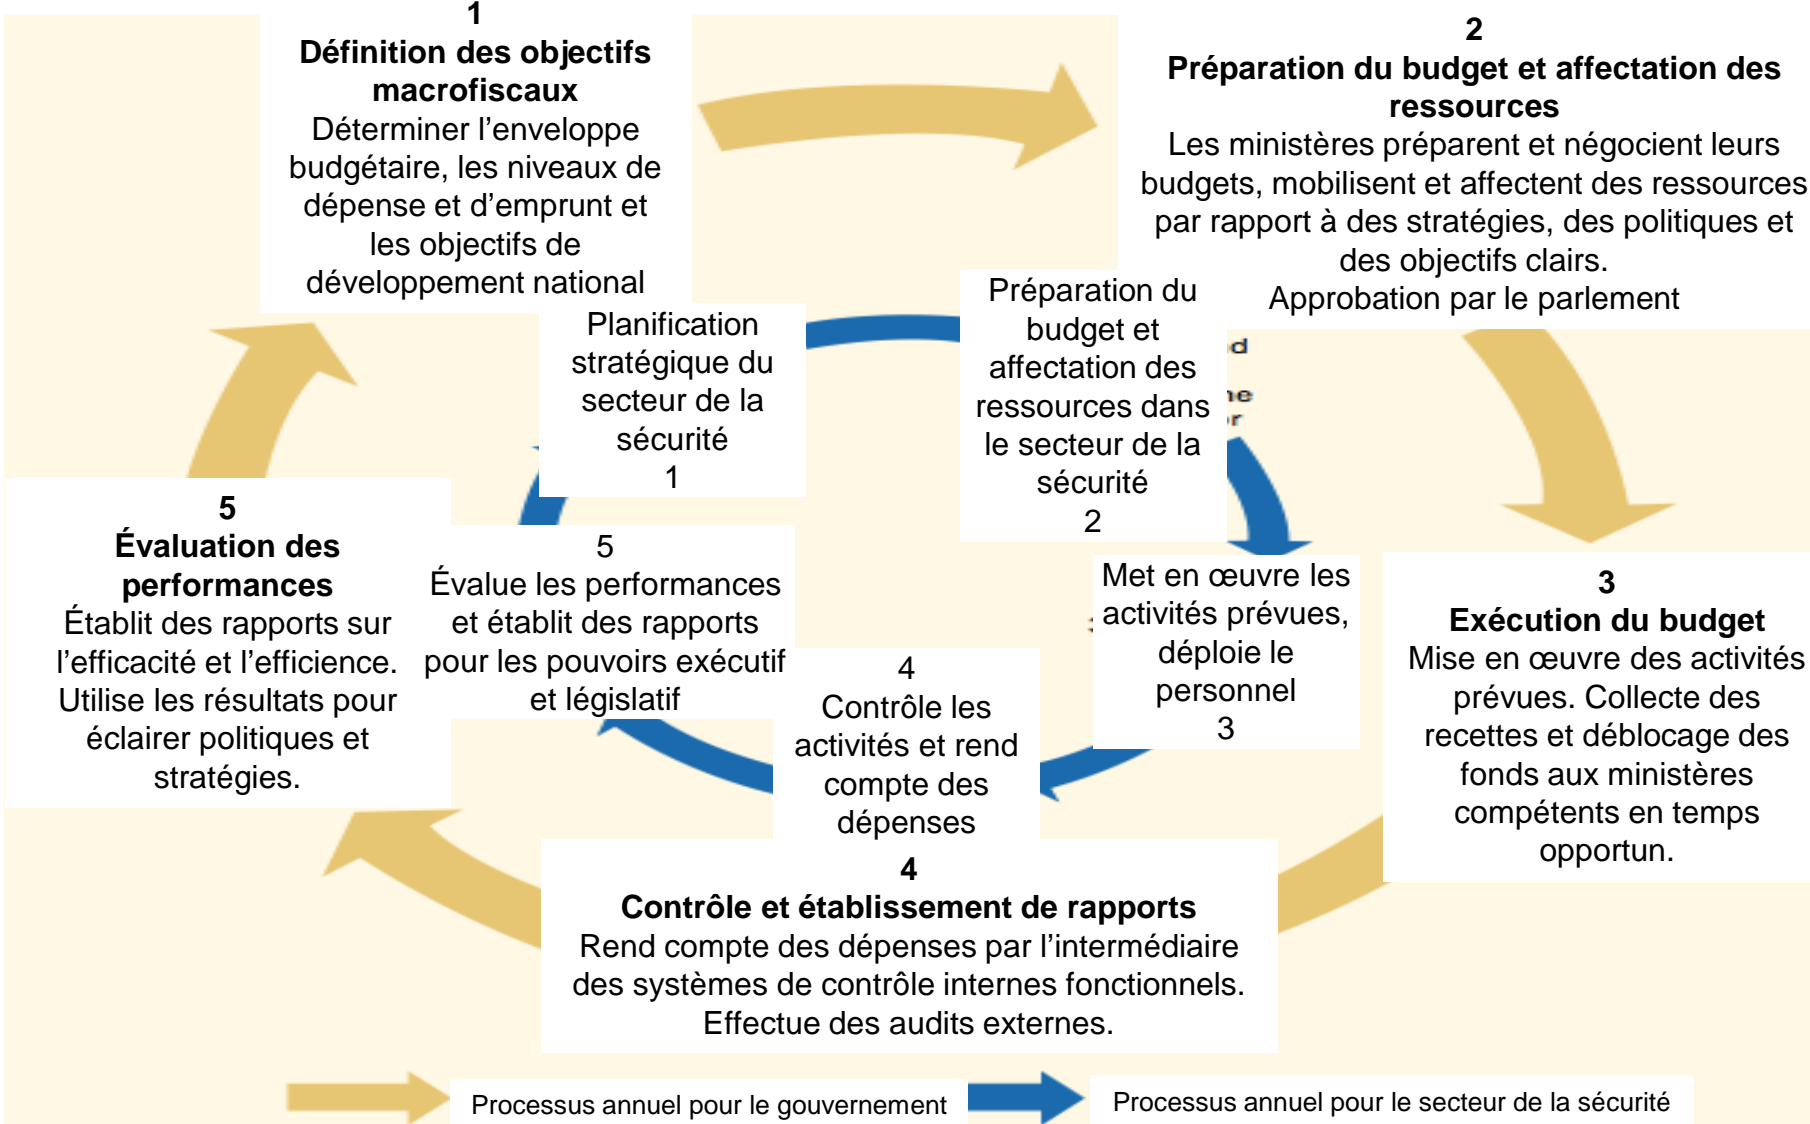 1
Définition des objectifs
macrofiscaux
Déterminer l’enveloppe
budgétaire, les niveaux de
dépense et d’emprunt et
les objectifs de
développement national
2
Préparation du budget et affectation des
ressources
Les ministères préparent et négocient leurs
budgets, mobilisent et affectent des ressources
par rapport à des stratégies, des politiques et
des objectifs clairs.
Approbation par le parlement
Planification
stratégique du
secteur de la
sécurité
1
Préparation du
budget et
affectation des
ressources dans
le secteur de la
sécurité
2
5
Évaluation des
performances
Établit des rapports sur
l’efficacité et l’efficience.
Utilise les résultats pour
éclairer politiques et
stratégies.
5
Évalue les performances
et établit des rapports
pour les pouvoirs exécutif
et législatif
4
Contrôle les
activités et rend
compte des
dépenses
Met en œuvre les
activités prévues,
déploie le
personnel
3
3
Exécution du budget
Mise en œuvre des activités
prévues. Collecte des
recettes et déblocage des
fonds aux ministères
compétents en temps
opportun.
4
Contrôle et établissement de rapports
Rend compte des dépenses par l’intermédiaire
des systèmes de contrôle internes fonctionnels.
Effectue des audits externes.
Processus annuel pour le gouvernement
Processus annuel pour le secteur de la sécurité